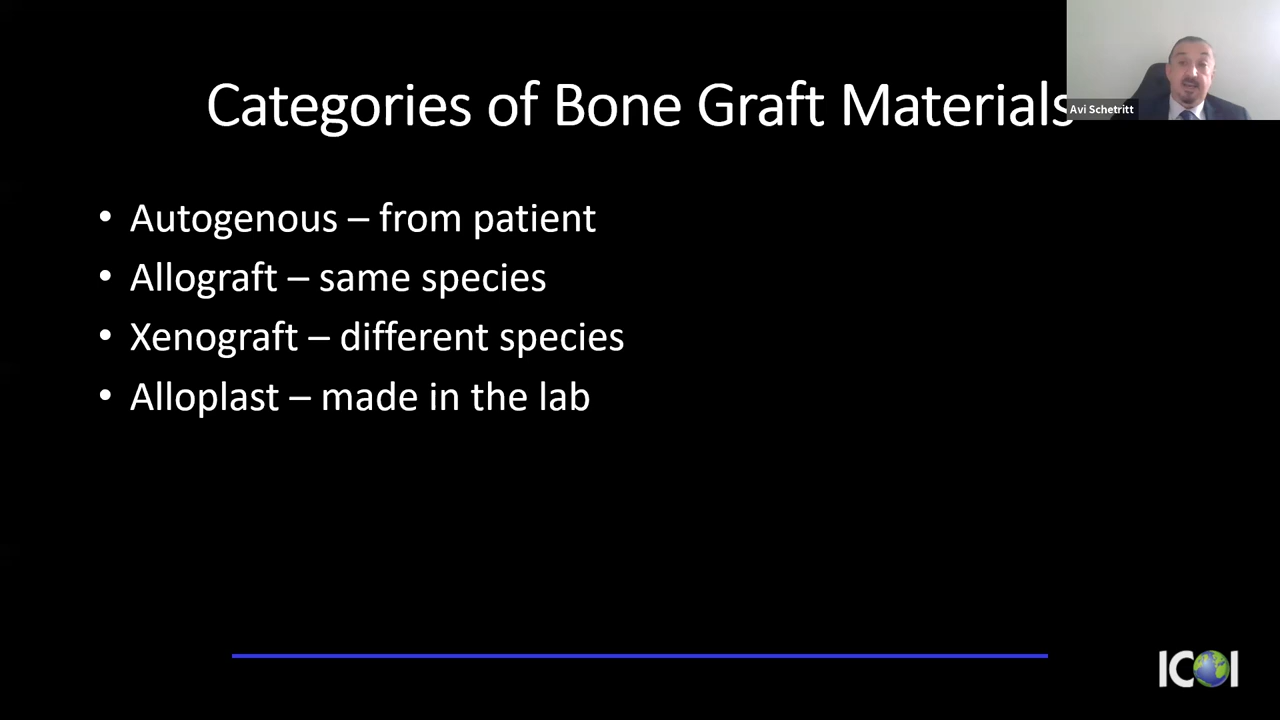 Categories of Bone Graft Materials
Avi Schetritt
• Autogenous – from patient
• Allograft – same species
• Xenograft – different species
• Alloplast – made in the lab
ICOI